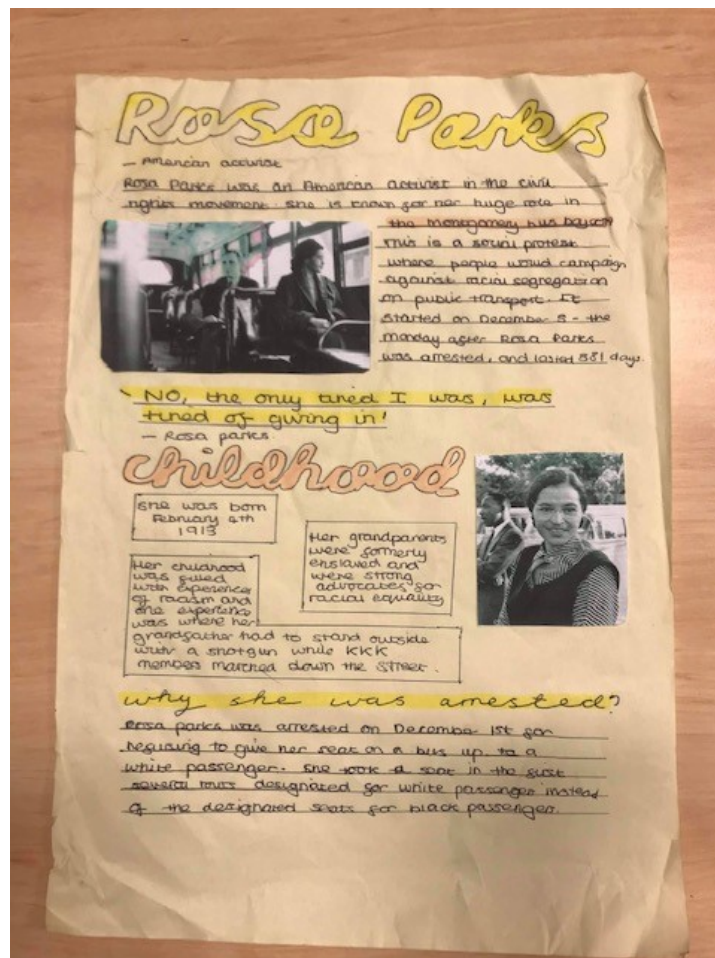 Rosa Parks
— American activist
Rosa Parks was an American activist in the civil
rights movement. she is known for her huge role in
the montgomery bus boycott
This is a social protest
where people would campaign
against racial segregation
on public transport. It
started on December 5 - the
monday after Rosa Parks
was arrested, and lasted 381 days.
NO, the only tired I was, was
tired of giving in!
— Rosa parks
childhood
she was born
February 4th
1913
Her grandparents
were formerly
enslaved and
were strong
advocates for
racial equality
Her childhood
was filled
with experiences
of racism and
one experience
was where her
grandfather had to stand outside
with a shotgun while KKK
members marched down the street.
why she was arrested?
Rosa parks was arrested on December 1st for
refusing to give her seat on a bus up to a
white passenger. she took a seat in the first
several designated for white passenger instead
of the designated seats for black passenger.